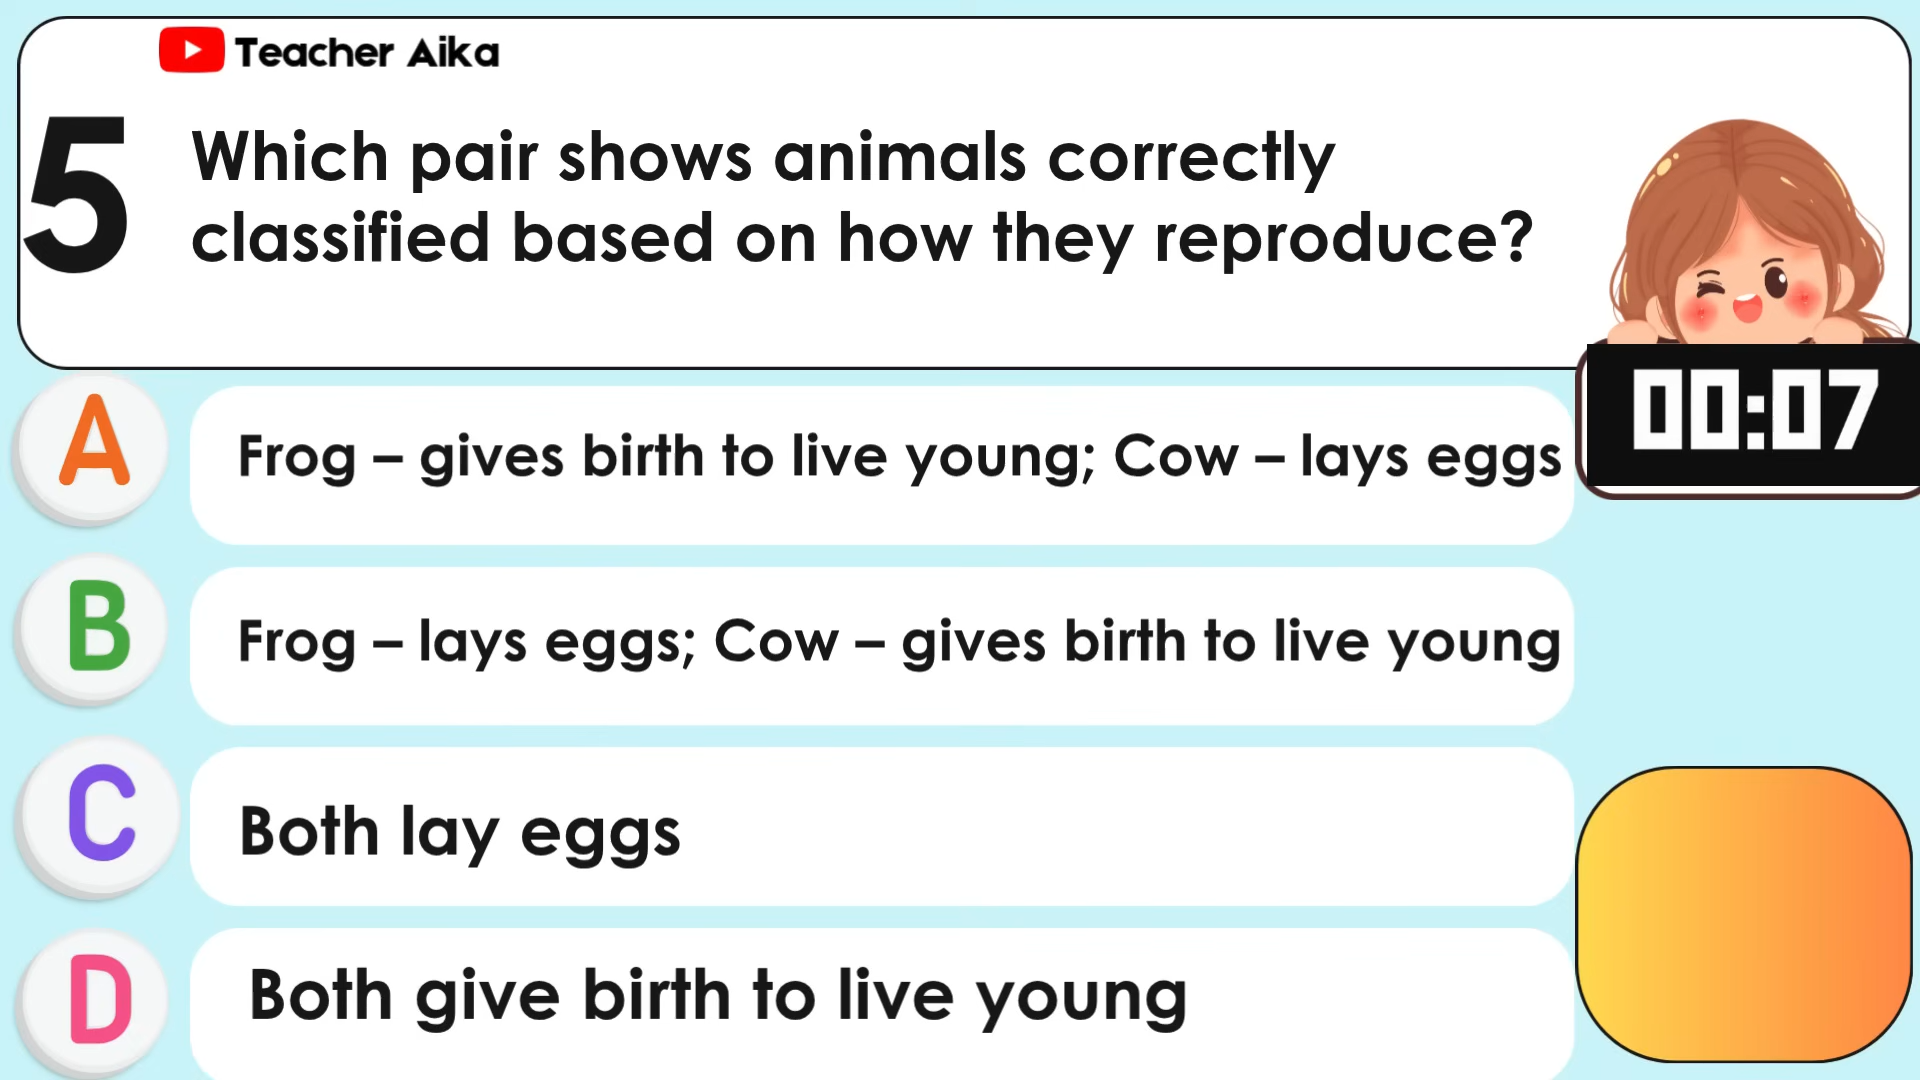 Teacher Aika
5
Which pair shows animals correctly
classified based on how they reproduce?
00:07
A
Frog – gives birth to live young; Cow – lays eggs
B
Frog – lays eggs; Cow – gives birth to live young
C
Both lay eggs
D
Both give birth to live young